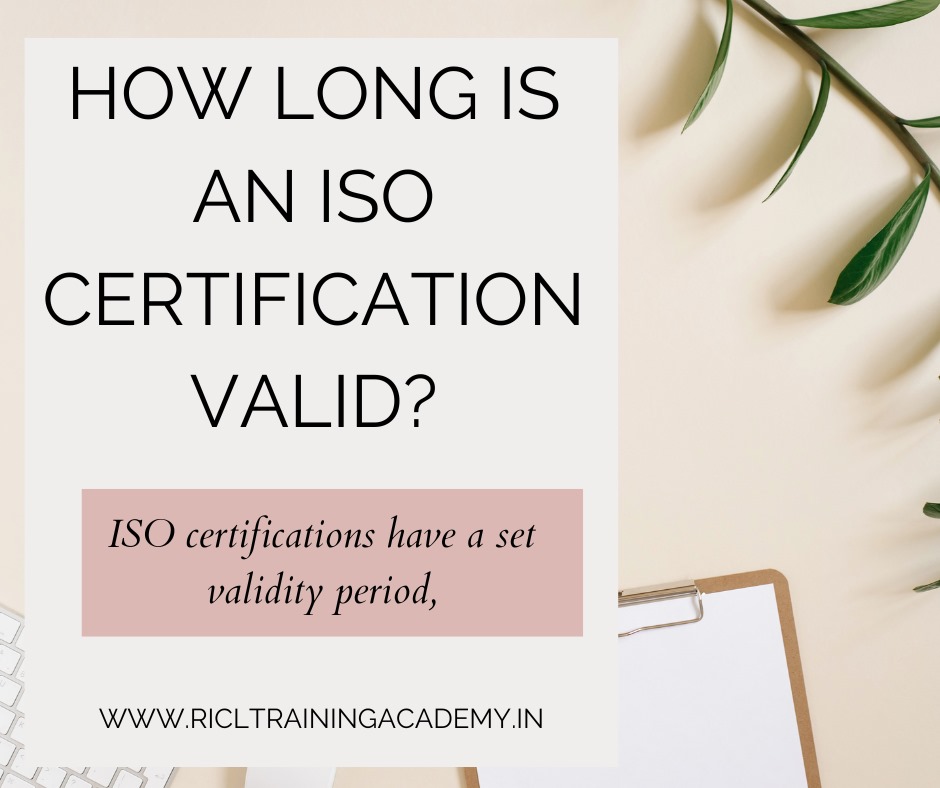 HOW LONG IS
AN ISO
CERTIFICATION
VALID?
ISO certifications have a set
validity period,
WWW.RICLTRAININGACADEMY.IN